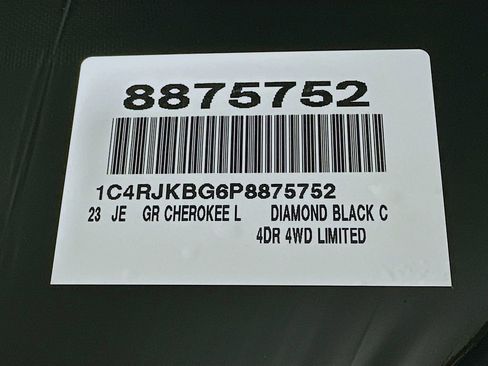 8875752
1C4RJKBG6P8875752
23 JE GR CHEROKEE L DIAMOND BLACK C
4DR 4WD LIMITED